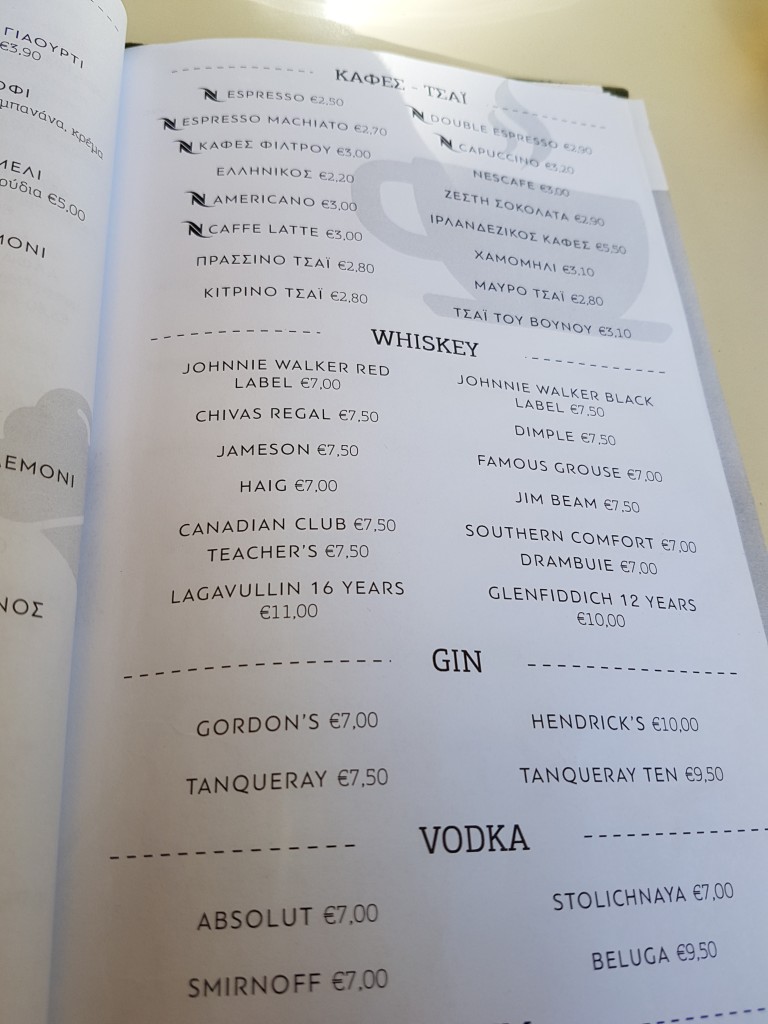 ΓΙΑΟΥΡΤΙ
€3,90
ΟΦΙ
μπανάνα, κρέμα
ΜΕΛΙ
ούδια €5,00
ΜΟΝΙ
ΛΕΜΟΝΙ
ΝΟΣ
ΚΑΦΕΣ - ΤΣΑΪ
ESPRESSO €2,50
ESPRESSO MACHIATO €2,70
ΚΑΦΕΣ ΦΙΛΤΡΟΥ €3,00
ΕΛΛΗΝΙΚΟΣ €2,20
AMERICANO €3,00
CAFFE LATTE €3,00
ΠΡΑΣΣΙΝΟ ΤΣΑΪ €2,80
ΚΙΤΡΙΝΟ ΤΣΑΪ €2,80
DOUBLE ESPRESSO €2,90
CAPUCCINO €3,20
NESCAFE €3,00
ΖΕΣΤΗ ΣΟΚΟΛΑΤΑ €2,90
ΙΡΛΑΝΔΕΖΙΚΟΣ ΚΑΦΕΣ €5,50
ΧΑΜΟΜΗΛΙ €3,10
ΜΑΥΡΟ ΤΣΑΪ €2,80
ΤΣΑΪ ΤΟΥ ΒΟΥΝΟΥ €3,10
WHISKEY
JOHNNIE WALKER RED
LABEL €7,00
CHIVAS REGAL €7,50
JAMESON €7,50
HAIG €7,00
CANADIAN CLUB €7,50
TEACHER'S €7,50
LAGAVULLIN 16 YEARS
€11,00
JOHNNIE WALKER BLACK
LABEL €7,50
DIMPLE €7,50
FAMOUS GROUSE €7,00
JIM BEAM €7,50
SOUTHERN COMFORT €7,00
DRAMBUIE €7,00
GLENFIDDICH 12 YEARS
€10,00
GIN
GORDON'S €7,00
TANQUERAY €7,50
HENDRICK'S €10,00
TANQUERAY TEN €9,50
VODKA
ABSOLUT €7,00
SMIRNOFF €7,00
STOLICHNAYA €7,00
BELUGA €9,50